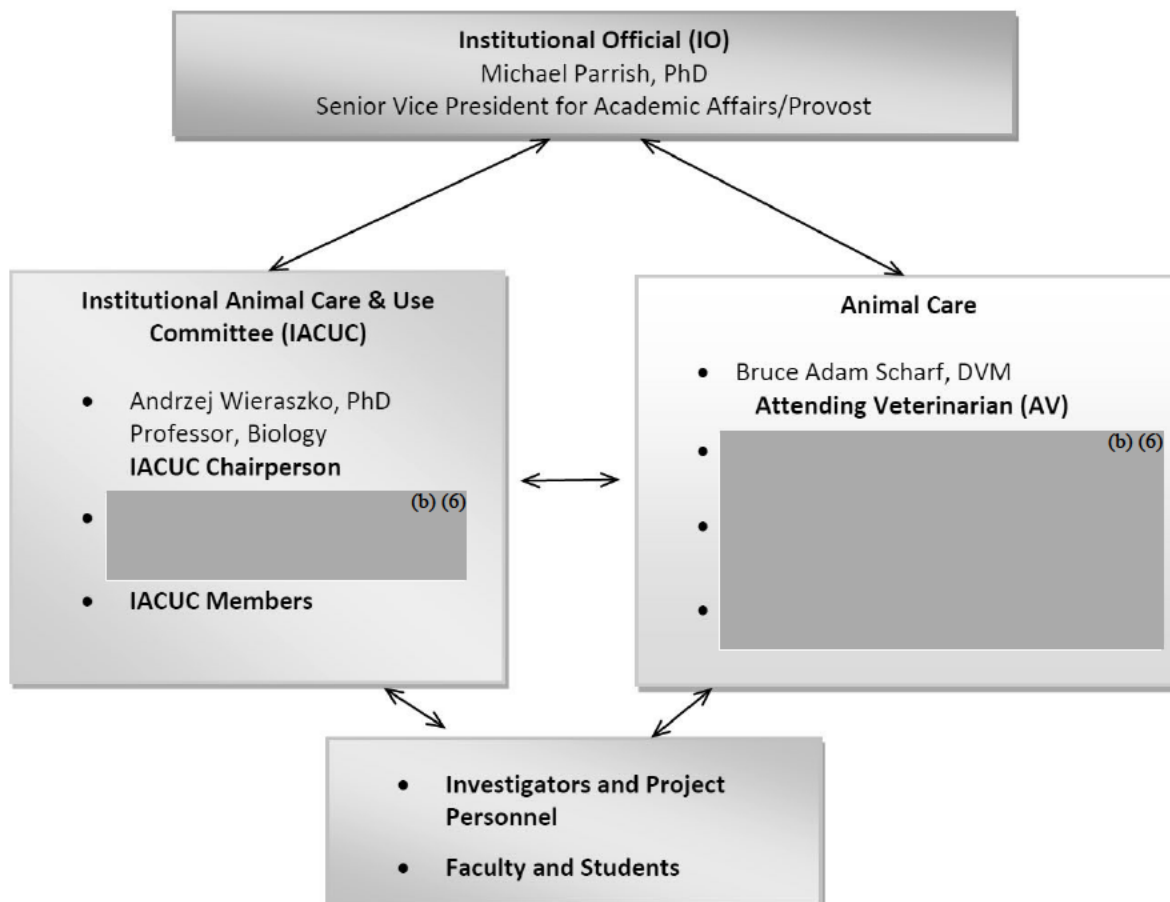 Institutional Official (IO)
Michael Parrish, PhD
Senior Vice President for Academic Affairs/Provost
Institutional Animal Care & Use
Committee (IACUC)
• Andrzej Wieraszko, PhD
Professor, Biology
IACUC Chairperson
• (b) (6)
• IACUC Members
Animal Care
• Bruce Adam Scharf, DVM
Attending Veterinarian (AV)
• (b) (6)
•
•
• Investigators and Project
Personnel
• Faculty and Students